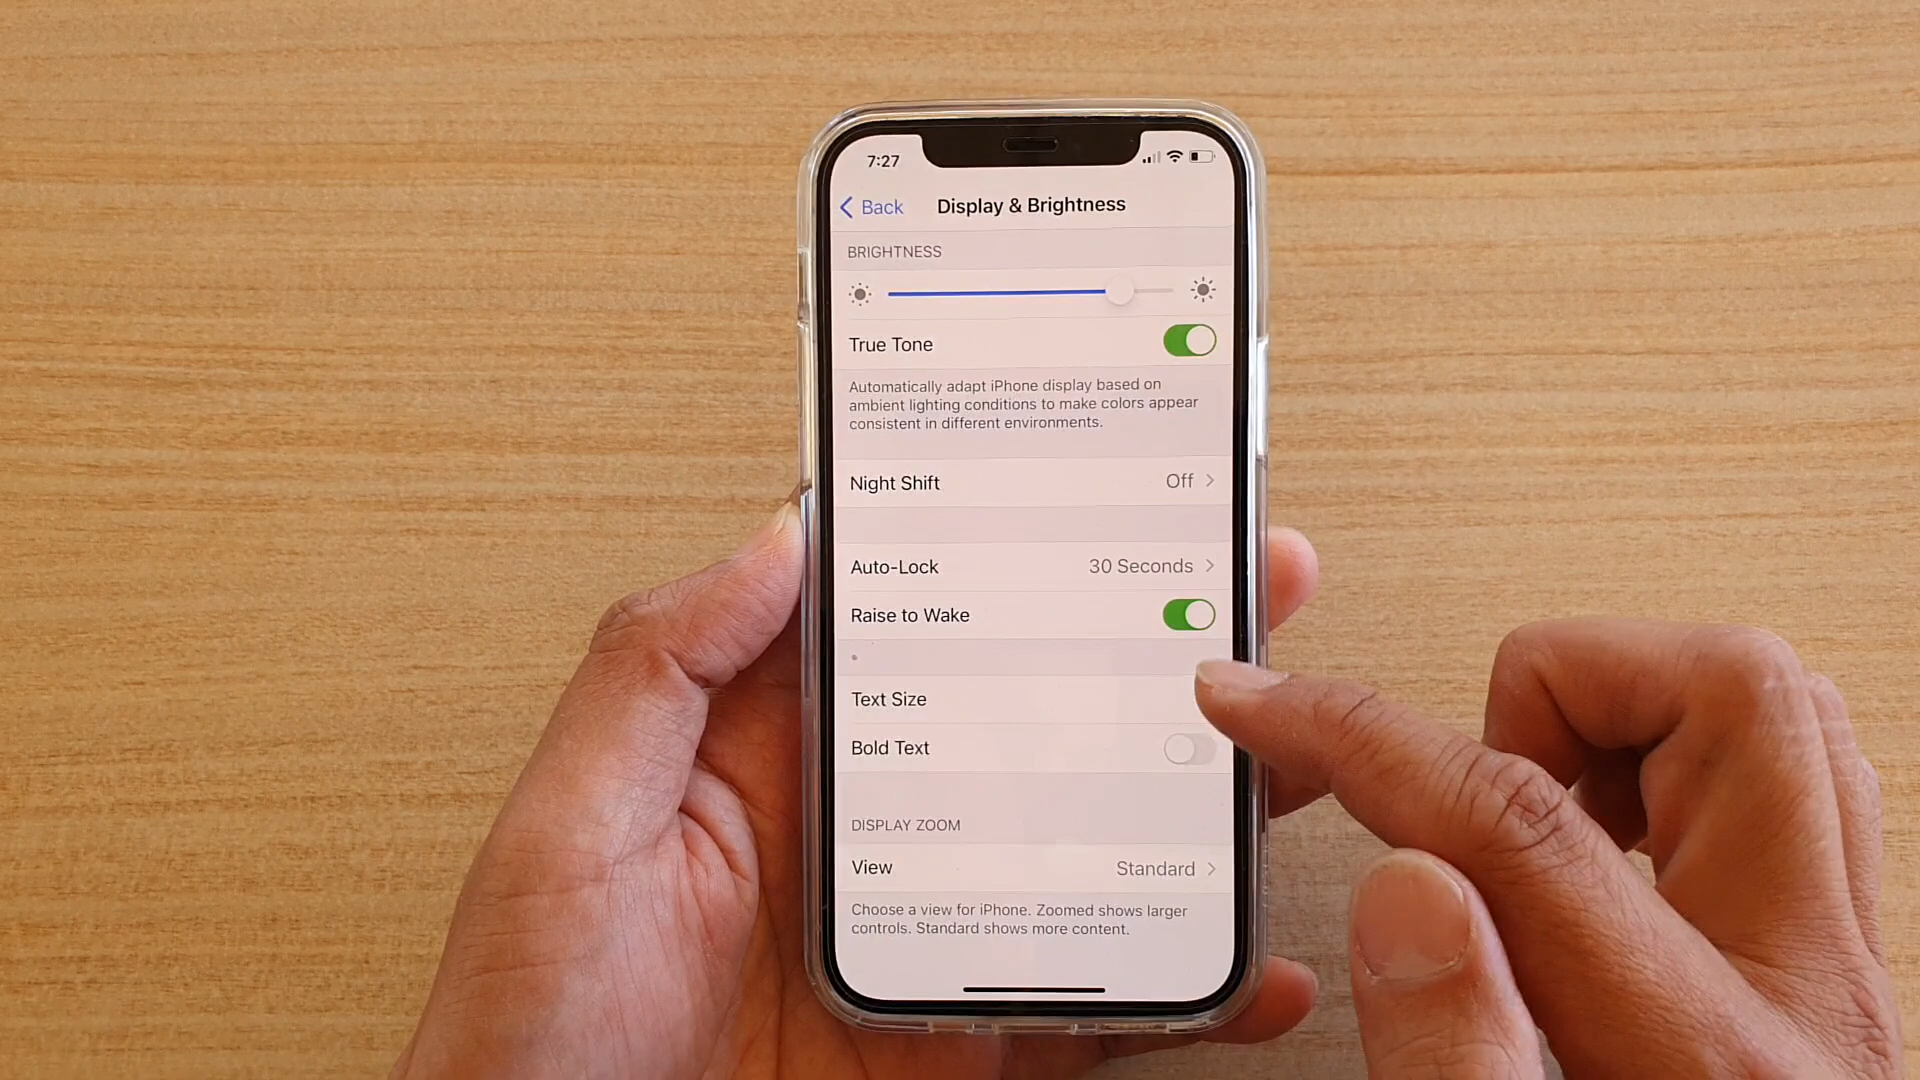 7:27
Back
Display & Brightness
BRIGHTNESS
True Tone
Automatically adapt iPhone display based on
ambient lighting conditions to make colors appear
consistent in different environments.
Night Shift Off
Auto-Lock 30 Seconds
Raise to Wake
Text Size
Bold Text
DISPLAY ZOOM
View Standard
Choose a view for iPhone. Zoomed shows larger
controls. Standard shows more content.